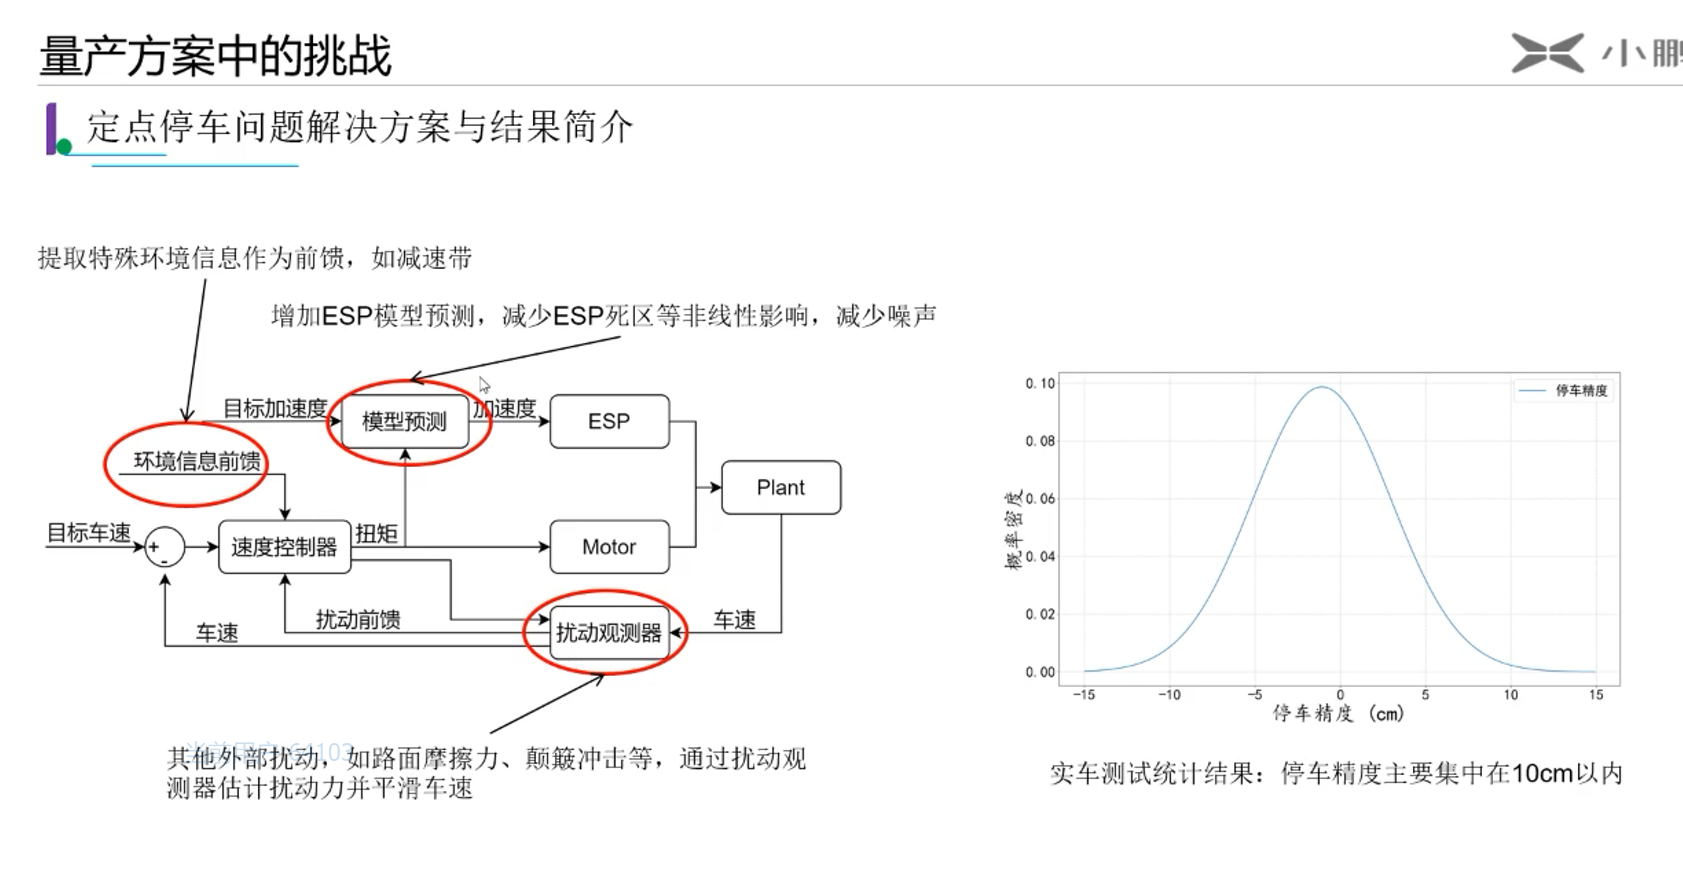 量产方案中的挑战
小鹏
定点停车问题解决方案与结果简介
提取特殊环境信息作为前馈，如减速带
增加ESP模型预测，减少ESP死区等非线性影响，减少噪声
目标加速度
模型预测
加速度
ESP
环境信息前馈
Plant
目标车速
+
-
速度控制器
扭矩
Motor
扰动前馈
车速
扰动观测器
车速
当前用户:64103
其他外部扰动，如路面摩擦力、颠簸冲击等，通过扰动观
测器估计扰动力并平滑车速
停车精度
0.10
0.08
0.06
0.04
0.02
0.00
概率密度
-15 -10 -5 0 5 10 15
停车精度 (cm)
实车测试统计结果：停车精度主要集中在10cm以内